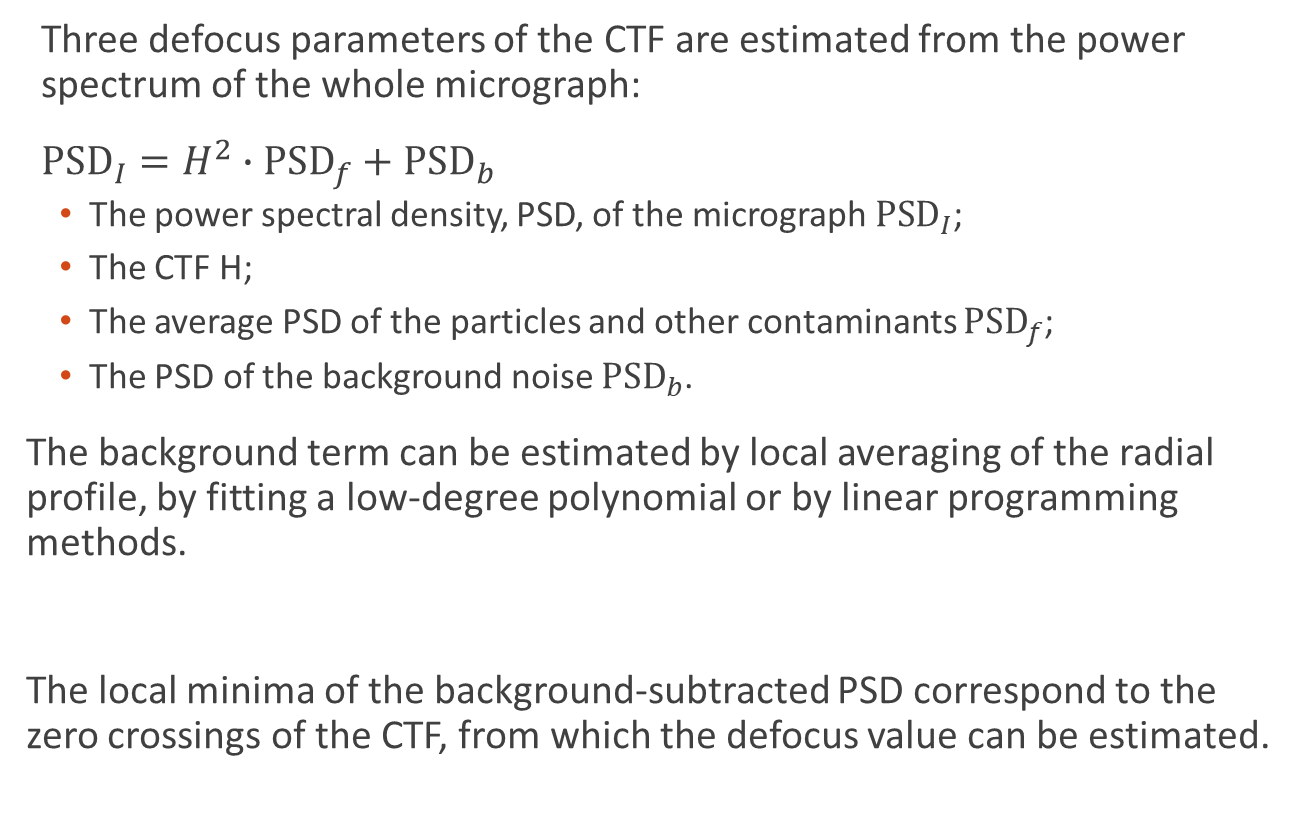 Three defocus parameters of the CTF are estimated from the power
spectrum of the whole micrograph:
PSD_I = H² · PSD_f + PSD_b
• The power spectral density, PSD, of the micrograph PSD_I;
• The CTF H;
• The average PSD of the particles and other contaminants PSD_f;
• The PSD of the background noise PSD_b.
The background term can be estimated by local averaging of the radial
profile, by fitting a low-degree polynomial or by linear programming
methods.
The local minima of the background-subtracted PSD correspond to the
zero crossings of the CTF, from which the defocus value can be estimated.